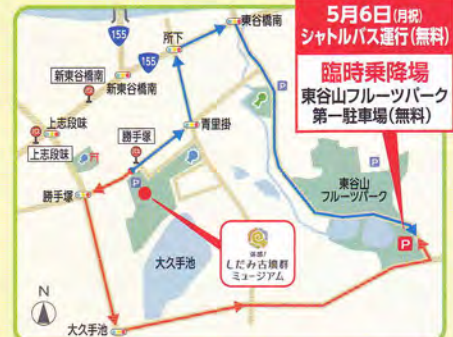 5月6日(月祝)
シャトルバス運行(無料)
臨時乗降場
東谷山フルーツパーク
第一駐車場(無料)
東谷橋南
155
所下
155
新東谷橋南
新東谷橋南
上志段味
上志段味
勝手塚
青里掛
P
P
勝手塚
P
東谷山
フルーツパーク
P
体感!
しだみ古墳群
ミュージアム
大久手池
N
大久手池